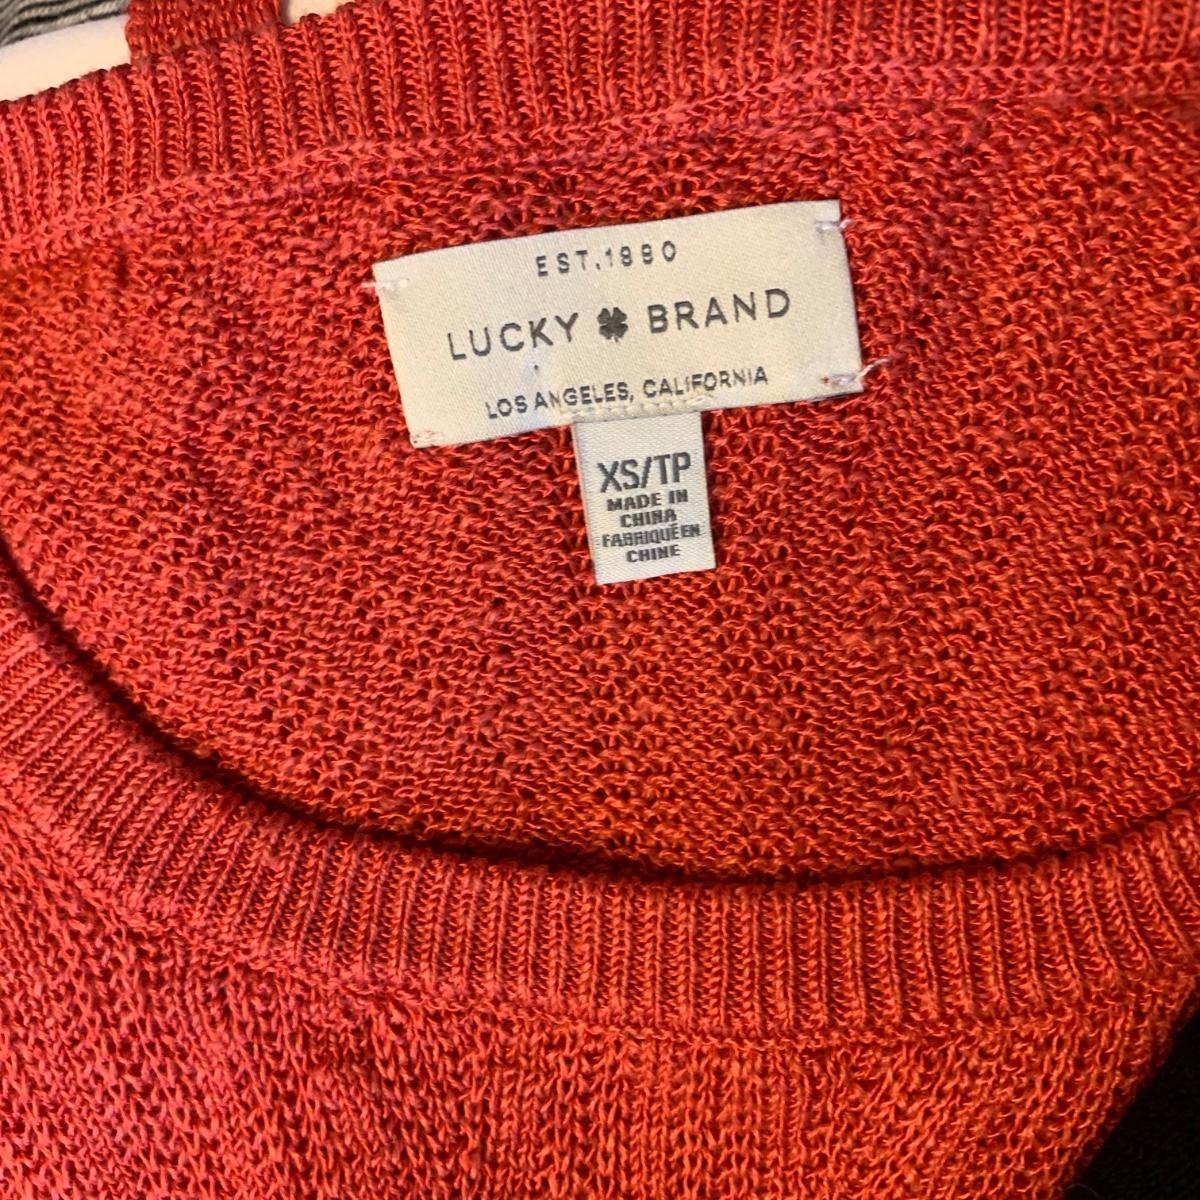 EST.1990
LUCKY BRAND
LOS ANGELES, CALIFORNIA
XS/TP
MADE IN
CHINA
FABRIQUÉ EN
CHINE